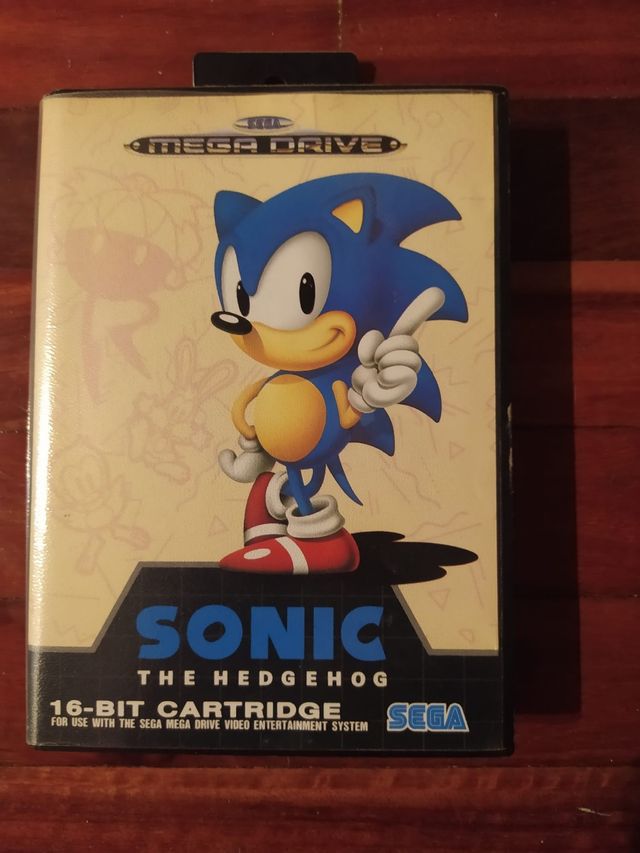 SEGA
MEGA DRIVE
SONIC
THE HEDGEHOG
16-BIT CARTRIDGE
FOR USE WITH THE SEGA MEGA DRIVE VIDEO ENTERTAINMENT SYSTEM
SEGA